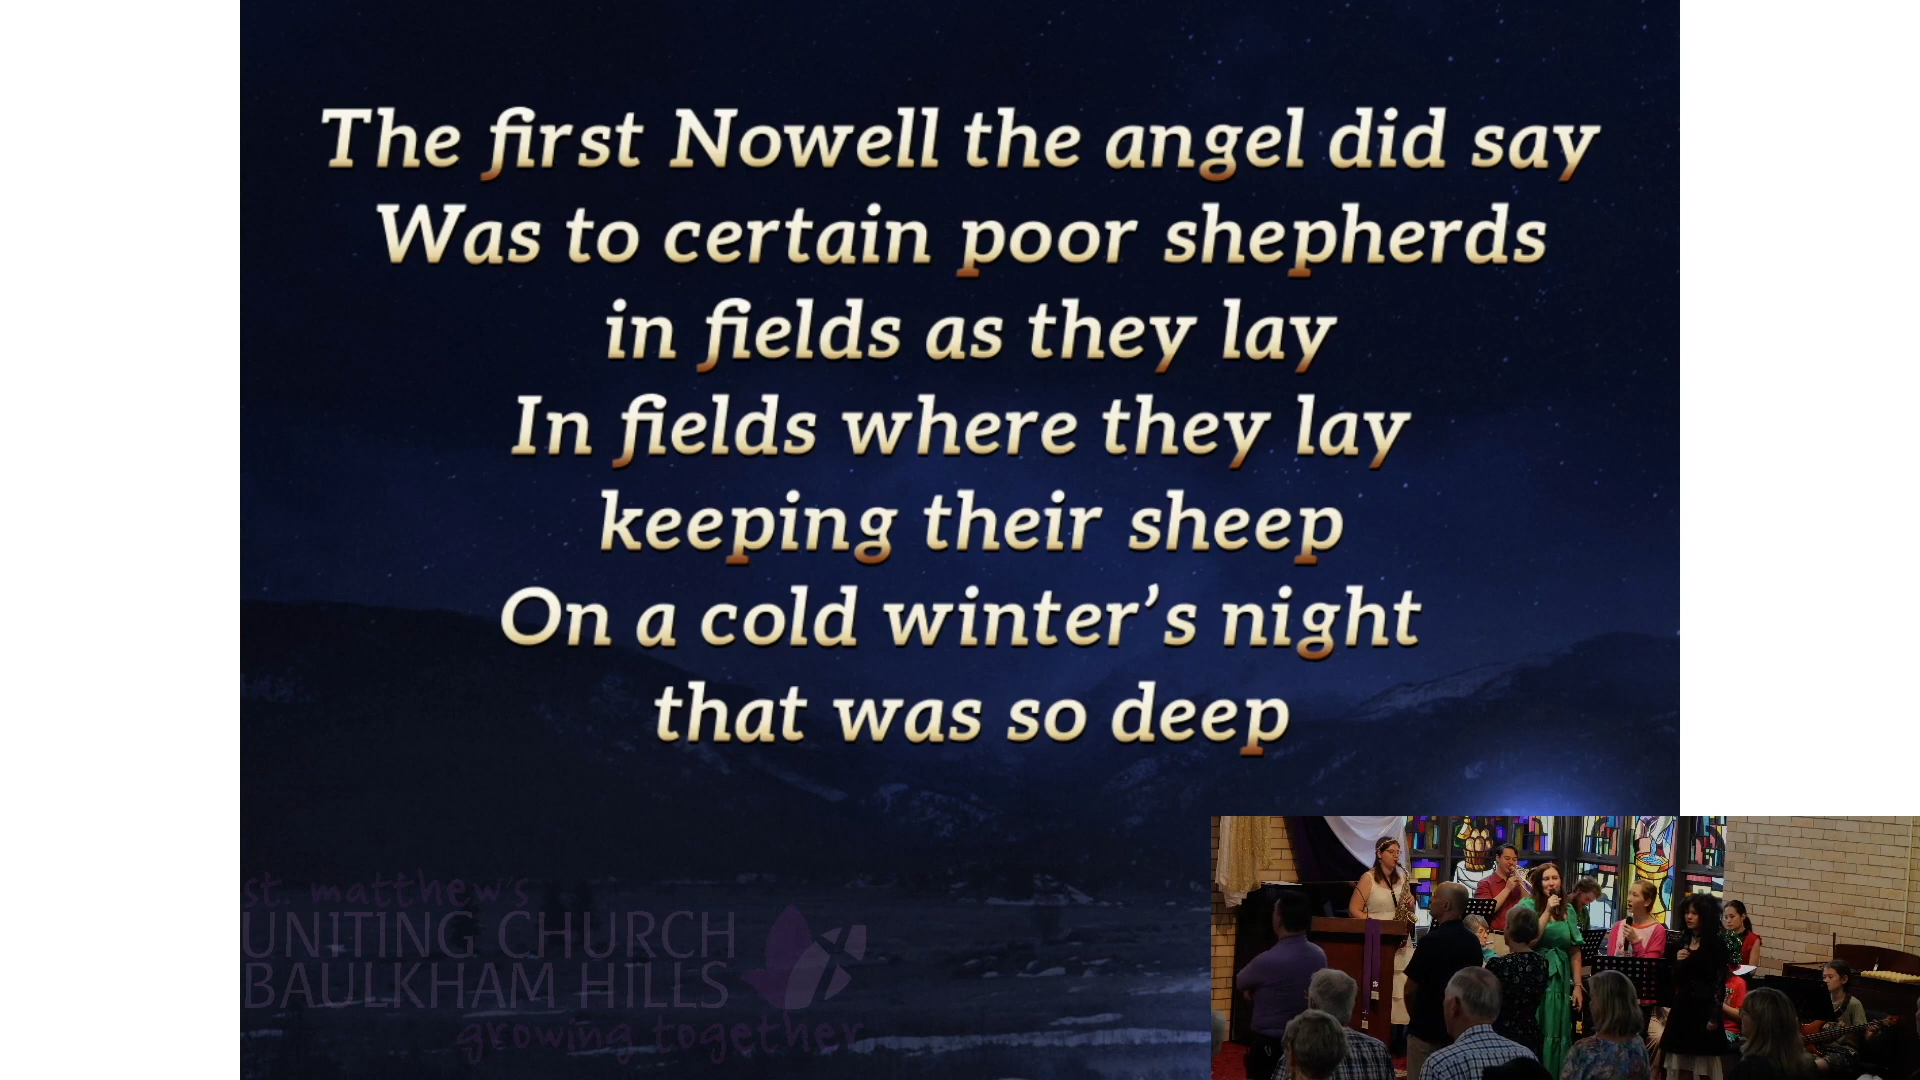 The first Nowell the angel did say
Was to certain poor shepherds
in fields as they lay
In fields where they lay
keeping their sheep
On a cold winter’s night
that was so deep
st. matthew's
UNITING CHURCH
BAULKHAM HILLS
growing together